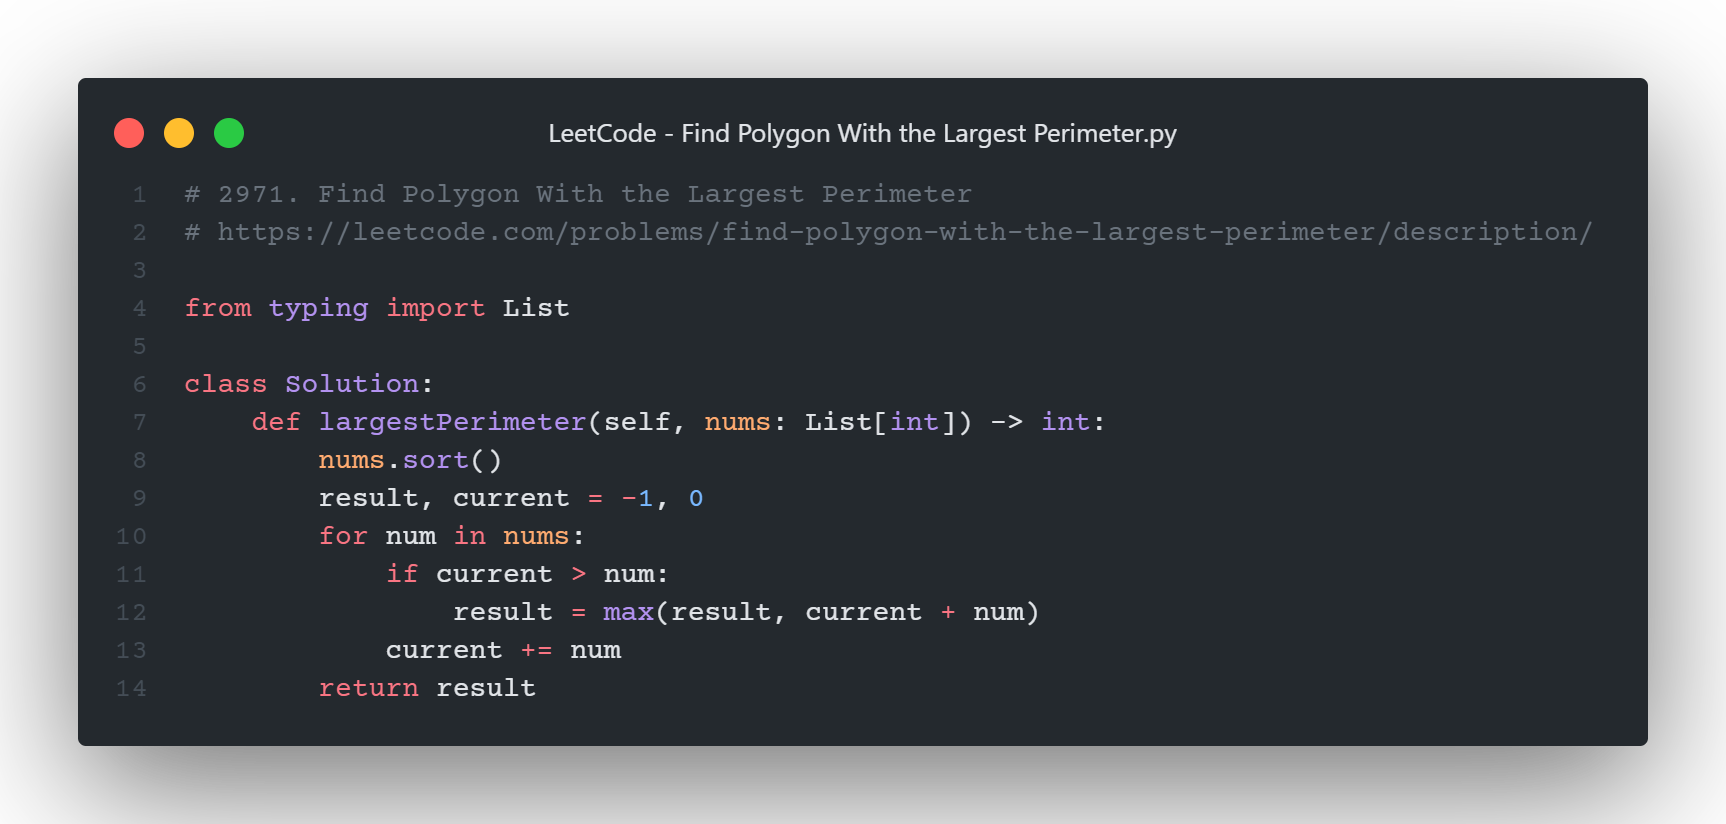 LeetCode - Find Polygon With the Largest Perimeter.py
1 # 2971. Find Polygon With the Largest Perimeter
2 # https://leetcode.com/problems/find-polygon-with-the-largest-perimeter/description/
3
4 from typing import List
5
6 class Solution:
7     def largestPerimeter(self, nums: List[int]) -> int:
8         nums.sort()
9         result, current = -1, 0
10         for num in nums:
11             if current > num:
12                 result = max(result, current + num)
13             current += num
14         return result